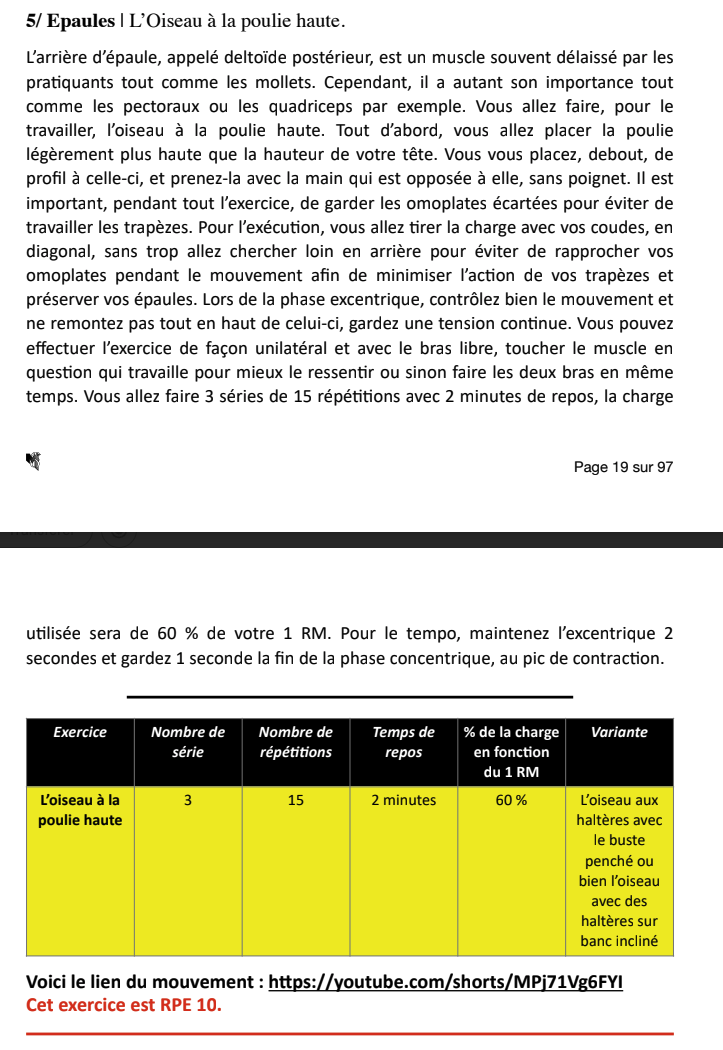 5/ Epaules | L’Oiseau à la poulie haute.
L’arrière d’épaule, appelé deltoïde postérieur, est un muscle souvent délaissé par les
pratiquants tout comme les mollets. Cependant, il a autant son importance tout
comme les pectoraux ou les quadriceps par exemple. Vous allez faire, pour le
travailler, l’oiseau à la poulie haute. Tout d’abord, vous allez placer la poulie
légèrement plus haute que la hauteur de votre tête. Vous vous placez, debout, de
profil à celle-ci, et prenez-la avec la main qui est opposée à elle, sans poignet. Il est
important, pendant tout l’exercice, de garder les omoplates écartées pour éviter de
travailler les trapèzes. Pour l’exécution, vous allez tirer la charge avec vos coudes, en
diagonal, sans trop allez chercher loin en arrière pour éviter de rapprocher vos
omoplates pendant le mouvement afin de minimiser l’action de vos trapèzes et
préserver vos épaules. Lors de la phase excentrique, contrôlez bien le mouvement et
ne remontez pas tout en haut de celui-ci, gardez une tension continue. Vous pouvez
effectuer l’exercice de façon unilatéral et avec le bras libre, toucher le muscle en
question qui travaille pour mieux le ressentir ou sinon faire les deux bras en même
temps. Vous allez faire 3 séries de 15 répétitions avec 2 minutes de repos, la charge
Page 19 sur 97
utilisée sera de 60 % de votre 1 RM. Pour le tempo, maintenez l’excentrique 2
secondes et gardez 1 seconde la fin de la phase concentrique, au pic de contraction.
Exercice
Nombre de
série
Nombre de
répétitions
Temps de
repos
% de la charge
en fonction
du 1 RM
Variante
L’oiseau à la
poulie haute
3
15
2 minutes
60 %
L’oiseau aux
haltères avec
le buste
penché ou
bien l’oiseau
avec des
haltères sur
banc incliné
Voici le lien du mouvement : https://youtube.com/shorts/MPj71Vg6FYI
Cet exercice est RPE 10.